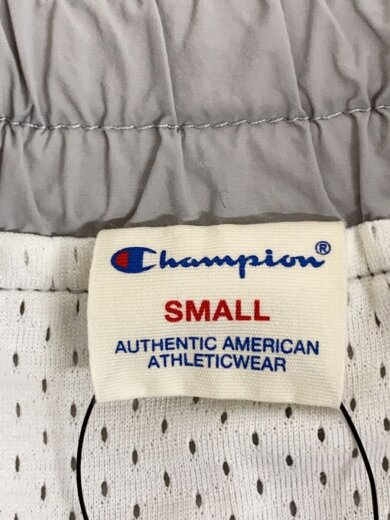 Champion®
SMALL
AUTHENTIC AMERICAN
ATHLETICWEAR